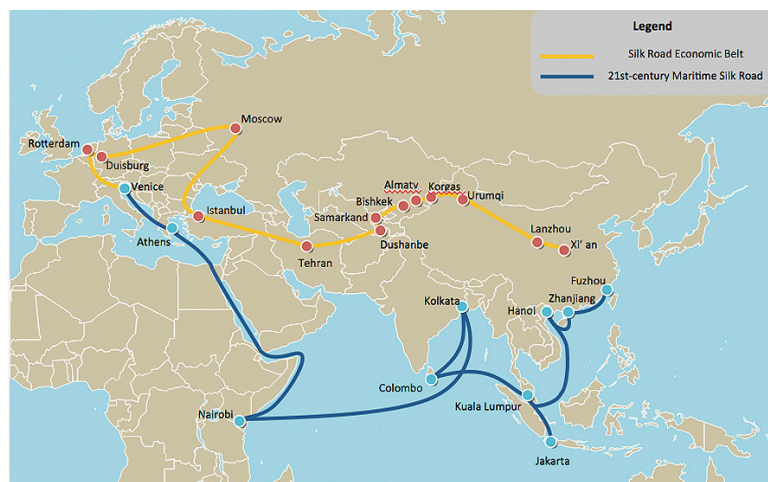 Legend
Silk Road Economic Belt
21st-century Maritime Silk Road
Moscow
Rotterdam
Duisburg
Venice
Istanbul
Athens
Almatv
Korgas
Urumqi
Bishkek
Samarkand
Dushanbe
Tehran
Lanzhou
Xi' an
Fuzhou
Zhanjiang
Hanoi
Kolkata
Colombo
Kuala Lumpur
Nairobi
Jakarta